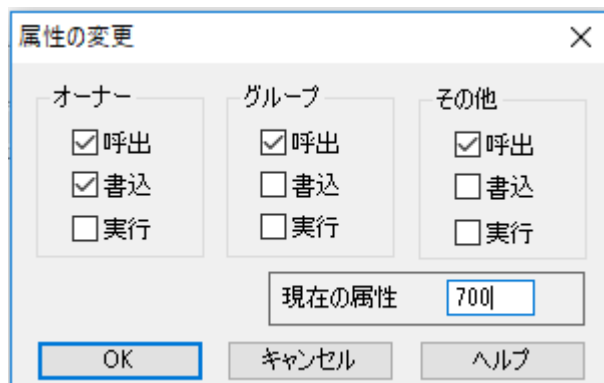 属性の変更
オーナー グループ その他
呼出 呼出 呼出
書込 書込 書込
実行 実行 実行
現在の属性 700
OK キャンセル ヘルプ